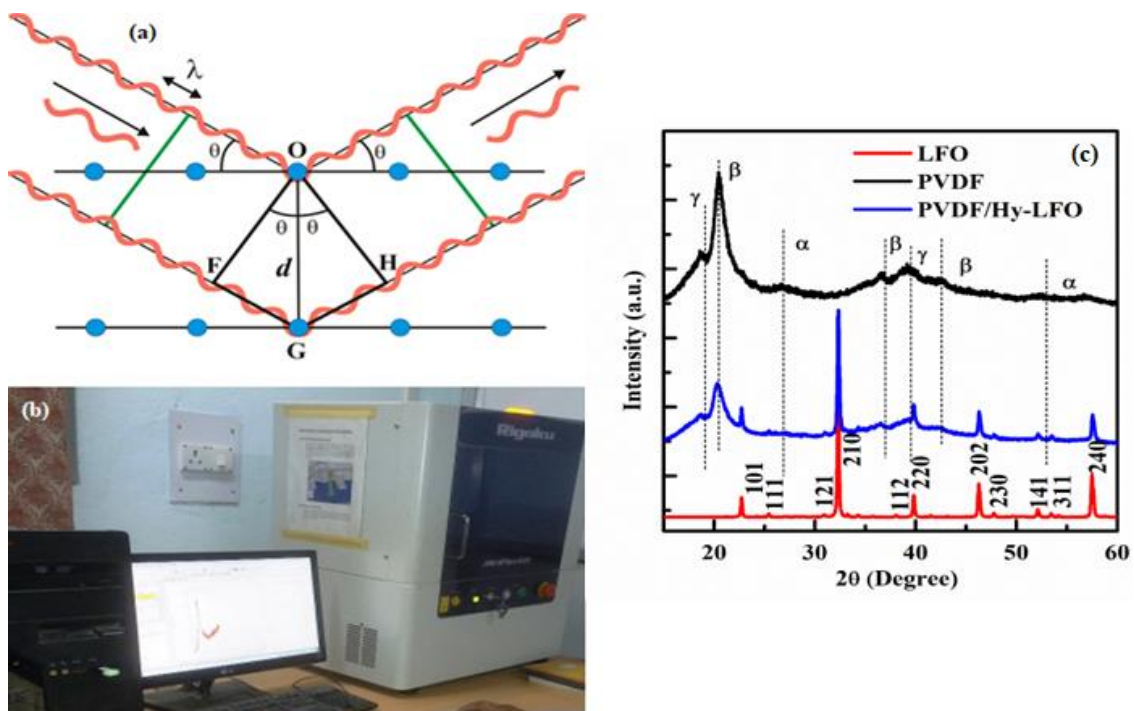 (a)
λ
θ
O
θ
θ
θ
F
d
H
G
(b)
Rigaku
(c)
LFO
PVDF
PVDF/Hy-LFO
γ
β
α
β
γ
β
α
101
111
121
210
112
220
202
230
141
311
240
Intensity (a.u.)
20
30
40
50
60
2θ (Degree)